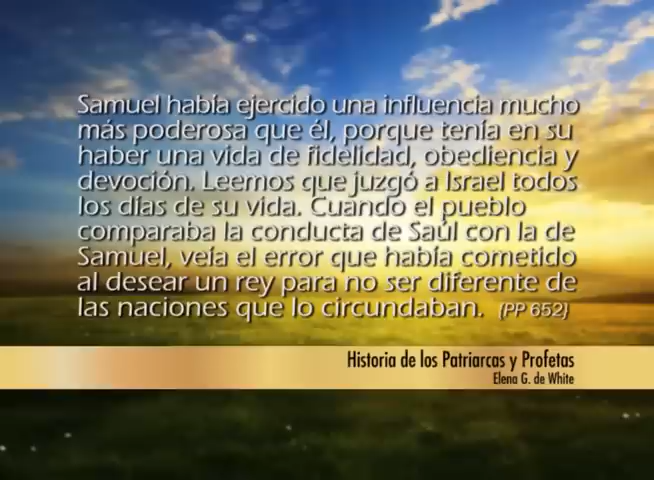 Samuel había ejercido una influencia mucho
más poderosa que él, porque tenía en su
haber una vida de fidelidad, obediencia y
devoción. Leemos que juzgó a Israel todos
los días de su vida. Cuando el pueblo
comparaba la conducta de Saúl con la de
Samuel, veía el error que había cometido
al desear un rey para no ser diferente de
las naciones que lo circundaban. (PP 652)
Historia de los Patriarcas y Profetas
Elena G. de White